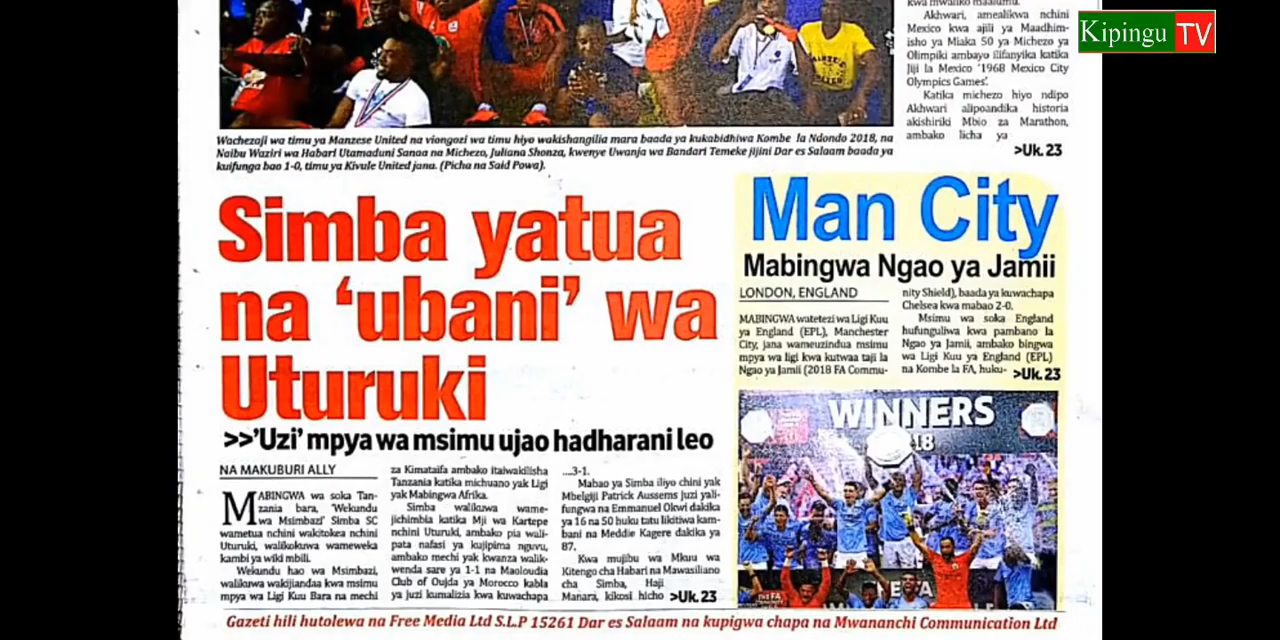 Kipingu TV
kwa mwaliko maalumu.
Akhwari, amealikwa nchini
Mexico kwa ajili ya Maadhim-
isho ya Miaka 50 ya Michezo ya
Olimpiki ambayo ilifanyika katika
Jiji la Mexico '1968 Mexico City
Olympics Games'.
Katika michezo hiyo ndipo
Akhwari alipoandika historia
akishiriki Mbio za Marathon,
ambako licha ya
>Uk. 23
Wachezaji wa timu ya Manzese United na viongozi wa timu hiyo wakishangilia mara baada ya kukabidhiwa Kombe la Ndondo 2018, na
Naibu Waziri wa Habari Utamaduni Sanaa na Michezo, Juliana Shonza, kwenye Uwanja wa Bandari Temeke jijini Dar es Salaam baada ya
kuifunga bao 1-0, timu ya Kivule United jana. (Picha na Said Powa).
Simba yatua
na 'ubani' wa
Uturuki
>>'Uzi' mpya wa msimu ujao hadharani leo
NA MAKUBURI ALLY
MABINGWA wa soka Tan-
zania bara, 'Wekundu
wa Msimbazi' Simba SC
wametua nchini wakitokea nchini
Uturuki, walikokuwa wameweka
kambi ya wiki mbili.
Wekundu hao wa Msimbazi,
walikuwa wakijiandaa kwa msimu
mpya wa Ligi Kuu Bara na mechi
za Kimataifa ambako itaiwakilisha
Tanzania katika michuano yak Ligi
yak Mabingwa Afrika.
Simba walikuwa wame-
jichimbia katika Mji wa Kartepe
nchini Uturuki, ambako pia wali-
pata nafasi ya kujipima nguvu,
ambako mechi yak kwanza walik-
wenda sare ya 1-1 na Maoloudia
Club of Oujda ya Morocco kabla
ya juzi kumalizia kwa kuwachapa
....3-1.
Mabao ya Simba iliyo chini yak
Mbelgiji Patrick Aussems juzi yali-
fungwa na Emmanuel Okwi dakika
ya 16 na 50 huku tatu likitiwa kam-
bani na Meddie Kagere dakika ya
87.
Kwa mujibu wa Mkuu wa
Kitengo cha Habari na Mawasiliano
cha Simba, Haji
Manara, kikosi hicho >Uk. 23
Man City
Mabingwa Ngao ya Jamii
LONDON, ENGLAND
MABINGWA watetezi wa Ligi Kuu
ya England (EPL), Manchester
City, jana wameuzindua msimu
mpya wa ligi kwa kutwaa taji la
Ngao ya Jamii (2018 FA Commu-
nity Shield), baada ya kuwachapa
Chelsea kwa mabao 2-0.
Msimu wa soka England
hufunguliwa kwa pambano la
Ngao ya Jamii, ambako bingwa
wa Ligi Kuu ya England (EPL)
na Kombe la FA, huku- >Uk. 23
WINNERS
18
THE FA
Gazeti hili hutolewa na Free Media Ltd S.L.P 15261 Dar es Salaam na kupigwa chapa na Mwananchi Communication Ltd